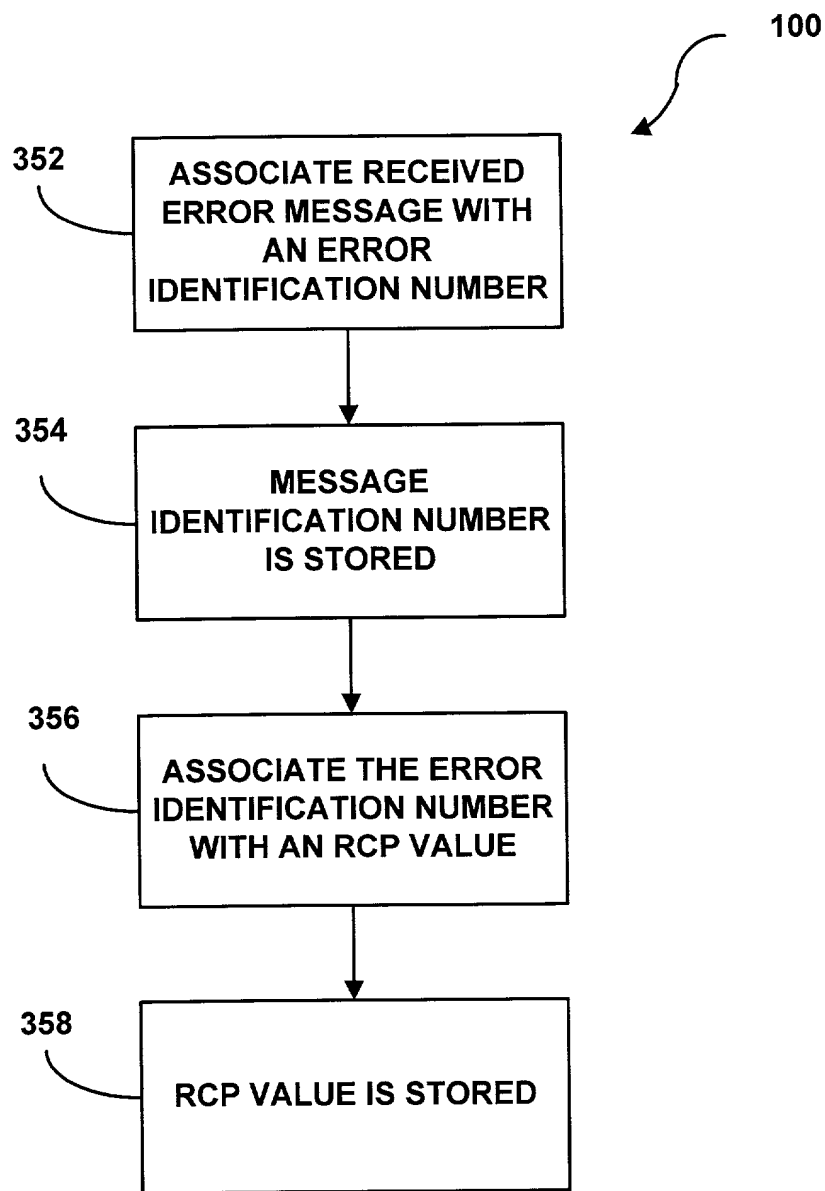 100
352
ASSOCIATE RECEIVED
ERROR MESSAGE WITH
AN ERROR
IDENTIFICATION NUMBER
354
MESSAGE
IDENTIFICATION NUMBER
IS STORED
356
ASSOCIATE THE ERROR
IDENTIFICATION NUMBER
WITH AN RCP VALUE
358
RCP VALUE IS STORED